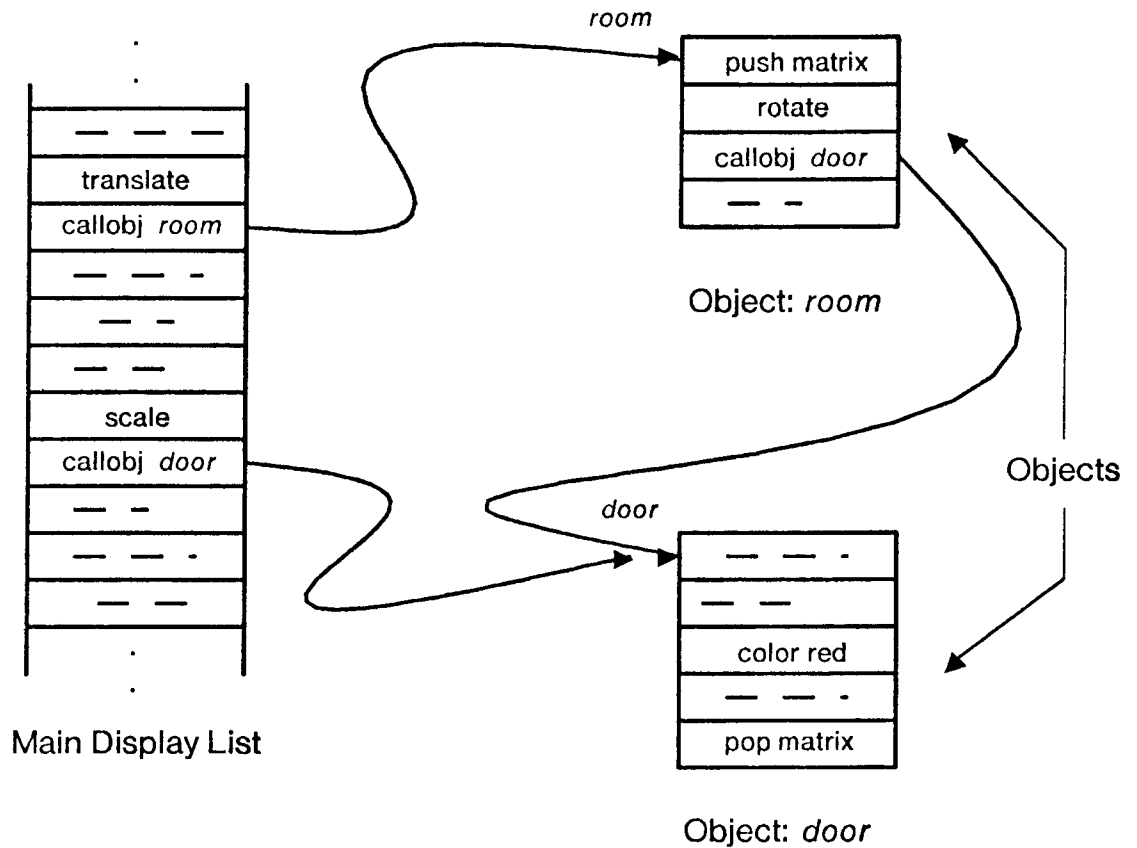 room
push matrix
rotate
callobj door
translate
callobj room
Object: room
scale
callobj door
Objects
door
color red
pop matrix
Main Display List
Object: door